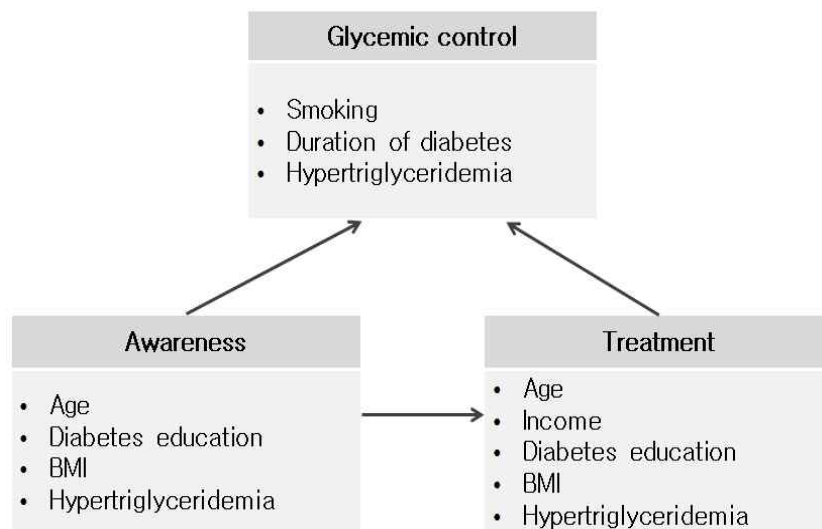 Glycemic control
• Smoking
• Duration of diabetes
• Hypertriglyceridemia
Awareness
• Age
• Diabetes education
• BMI
• Hypertriglyceridemia
Treatment
• Age
• Income
• Diabetes education
• BMI
• Hypertriglyceridemia